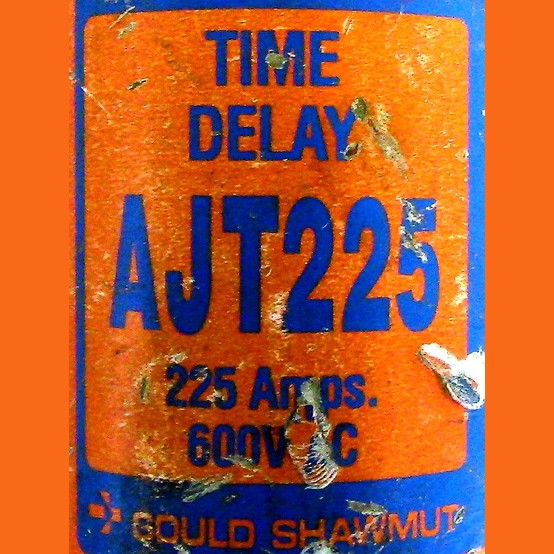 TIME
DELAY
AJT225
225 Amps.
600V C
GOULD SHAWMUT